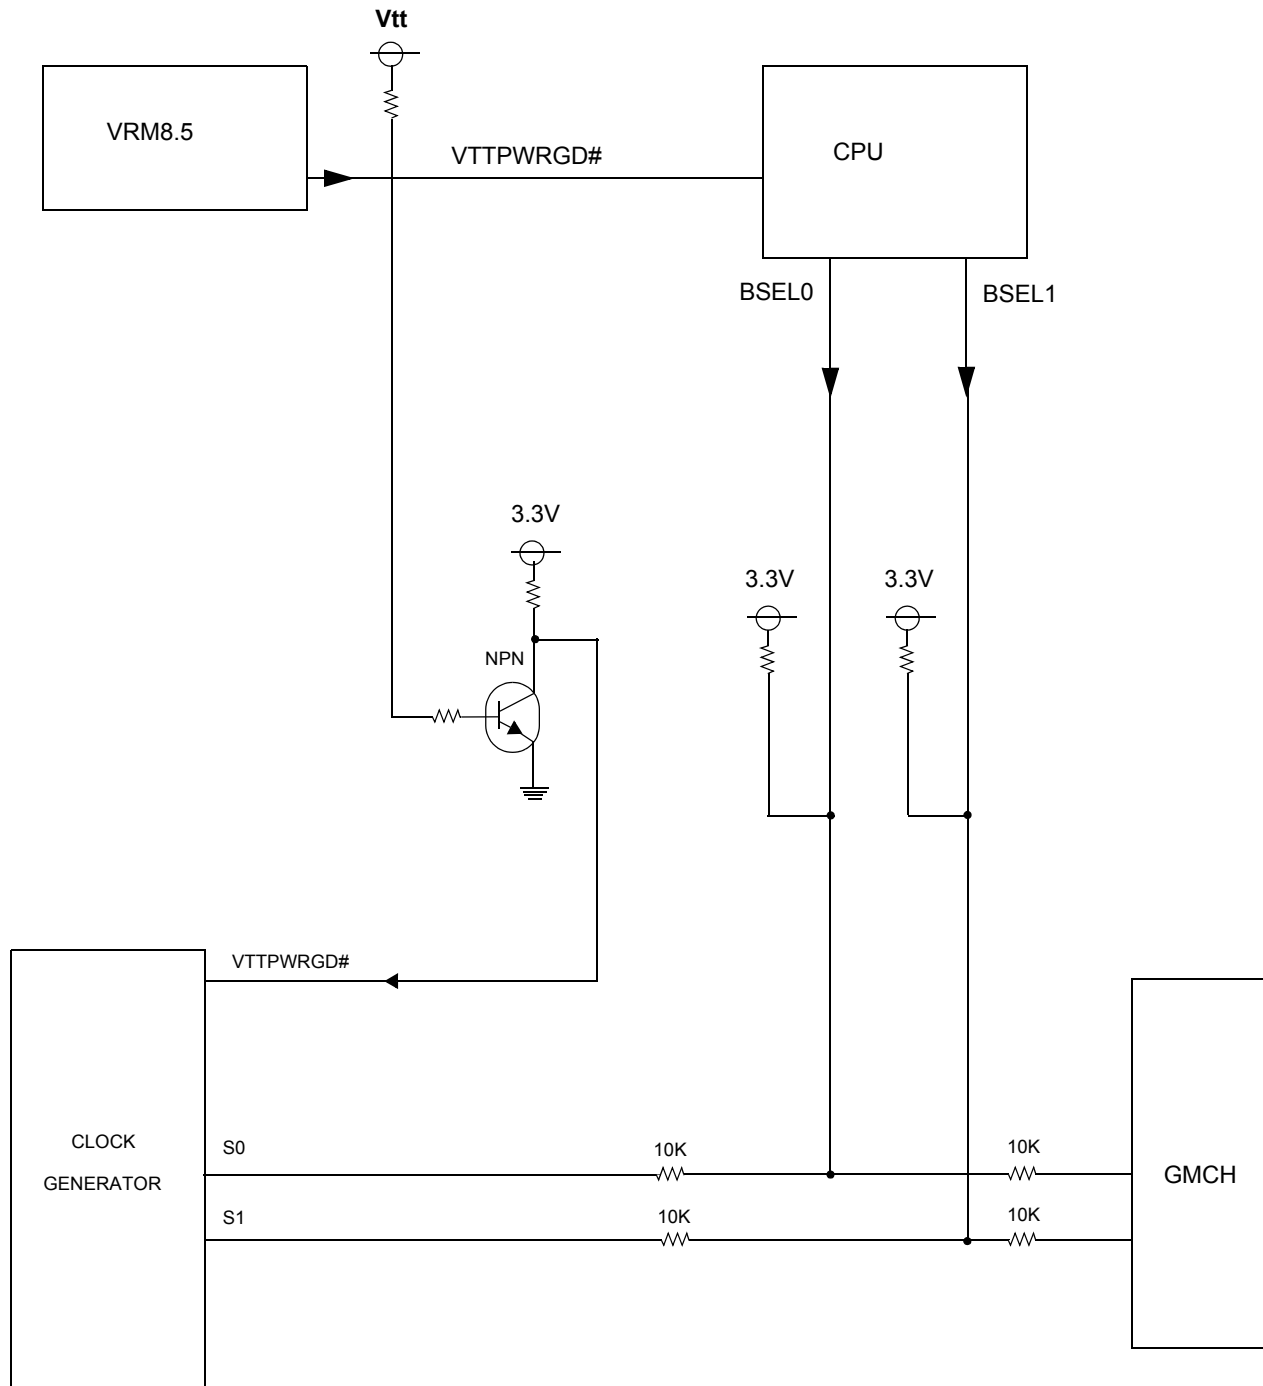 Vtt
VRM8.5
VTTPWRGD#
CPU
BSEL0
BSEL1
3.3V
3.3V
3.3V
NPN
VTTPWRGD#
CLOCK
GENERATOR
S0
10K
10K
GMCH
S1
10K
10K